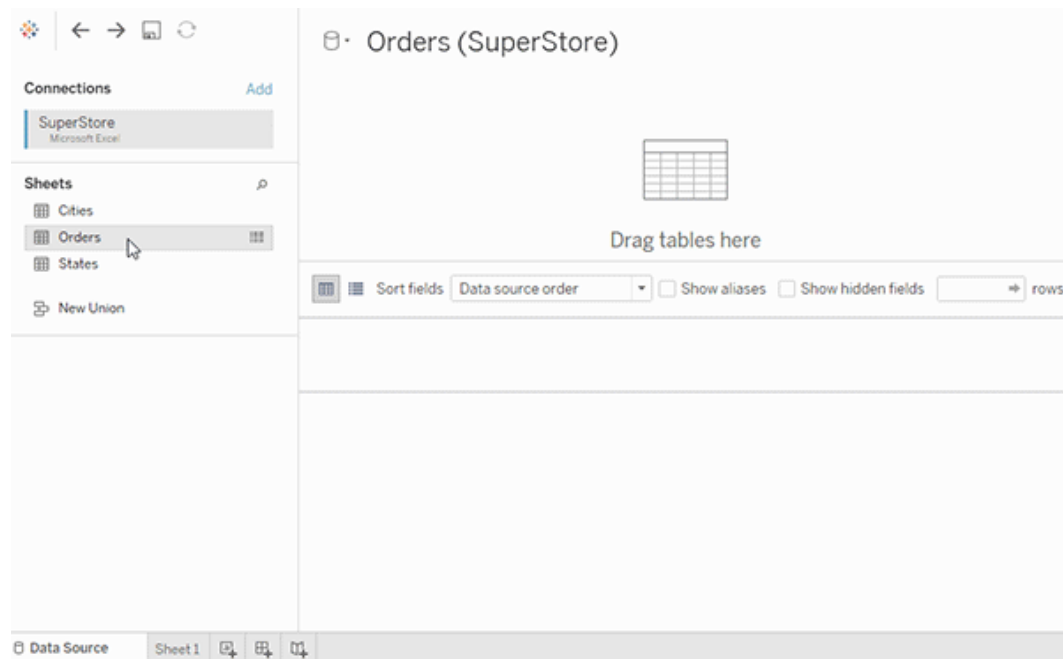 Orders (SuperStore)
Connections Add
SuperStore
Microsoft Excel
Sheets
Cities
Orders
States
New Union
Drag tables here
Sort fields Data source order Show aliases Show hidden fields rows
Data Source Sheet 1